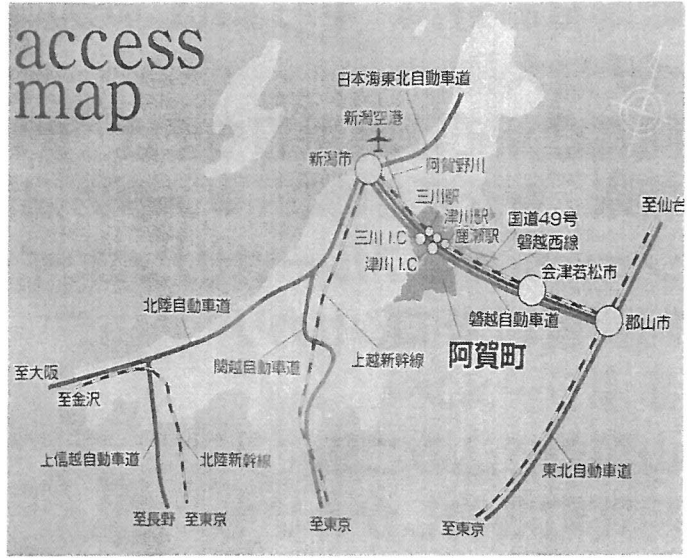 access
map
日本海東北自動車道
新潟空港
新潟市
阿賀野川
三川駅
津川駅
鹿瀬駅
国道49号
磐越西線
至仙台
三川I.C
津川I.C
会津若松市
北陸自動車道
磐越自動車道
郡山市
阿賀町
関越自動車道
上越新幹線
至大阪
至金沢
上信越自動車道
北陸新幹線
東北自動車道
至長野
至東京
至東京
至東京